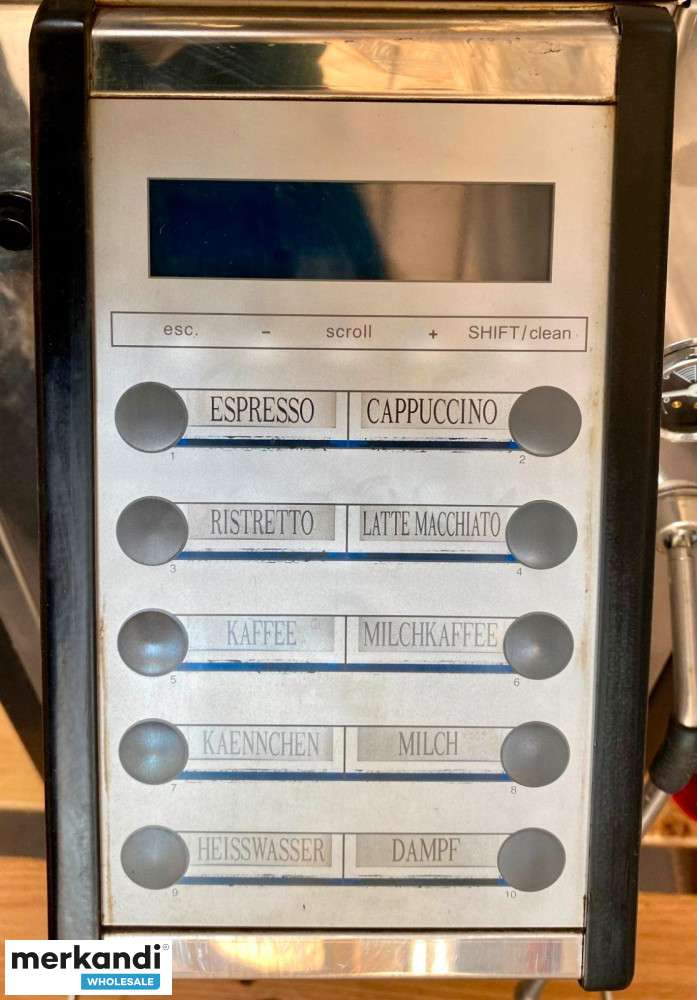 esc. - scroll + SHIFT/clean
ESPRESSO CAPPUCCINO
1 2
RISTRETTO LATTE MACCHIATO
3 4
KAFFEE MILCHKAFFEE
5 6
KAENNCHEN MILCH
7 8
HEISSWASSER DAMPF
9 10
merkandi
WHOLESALE